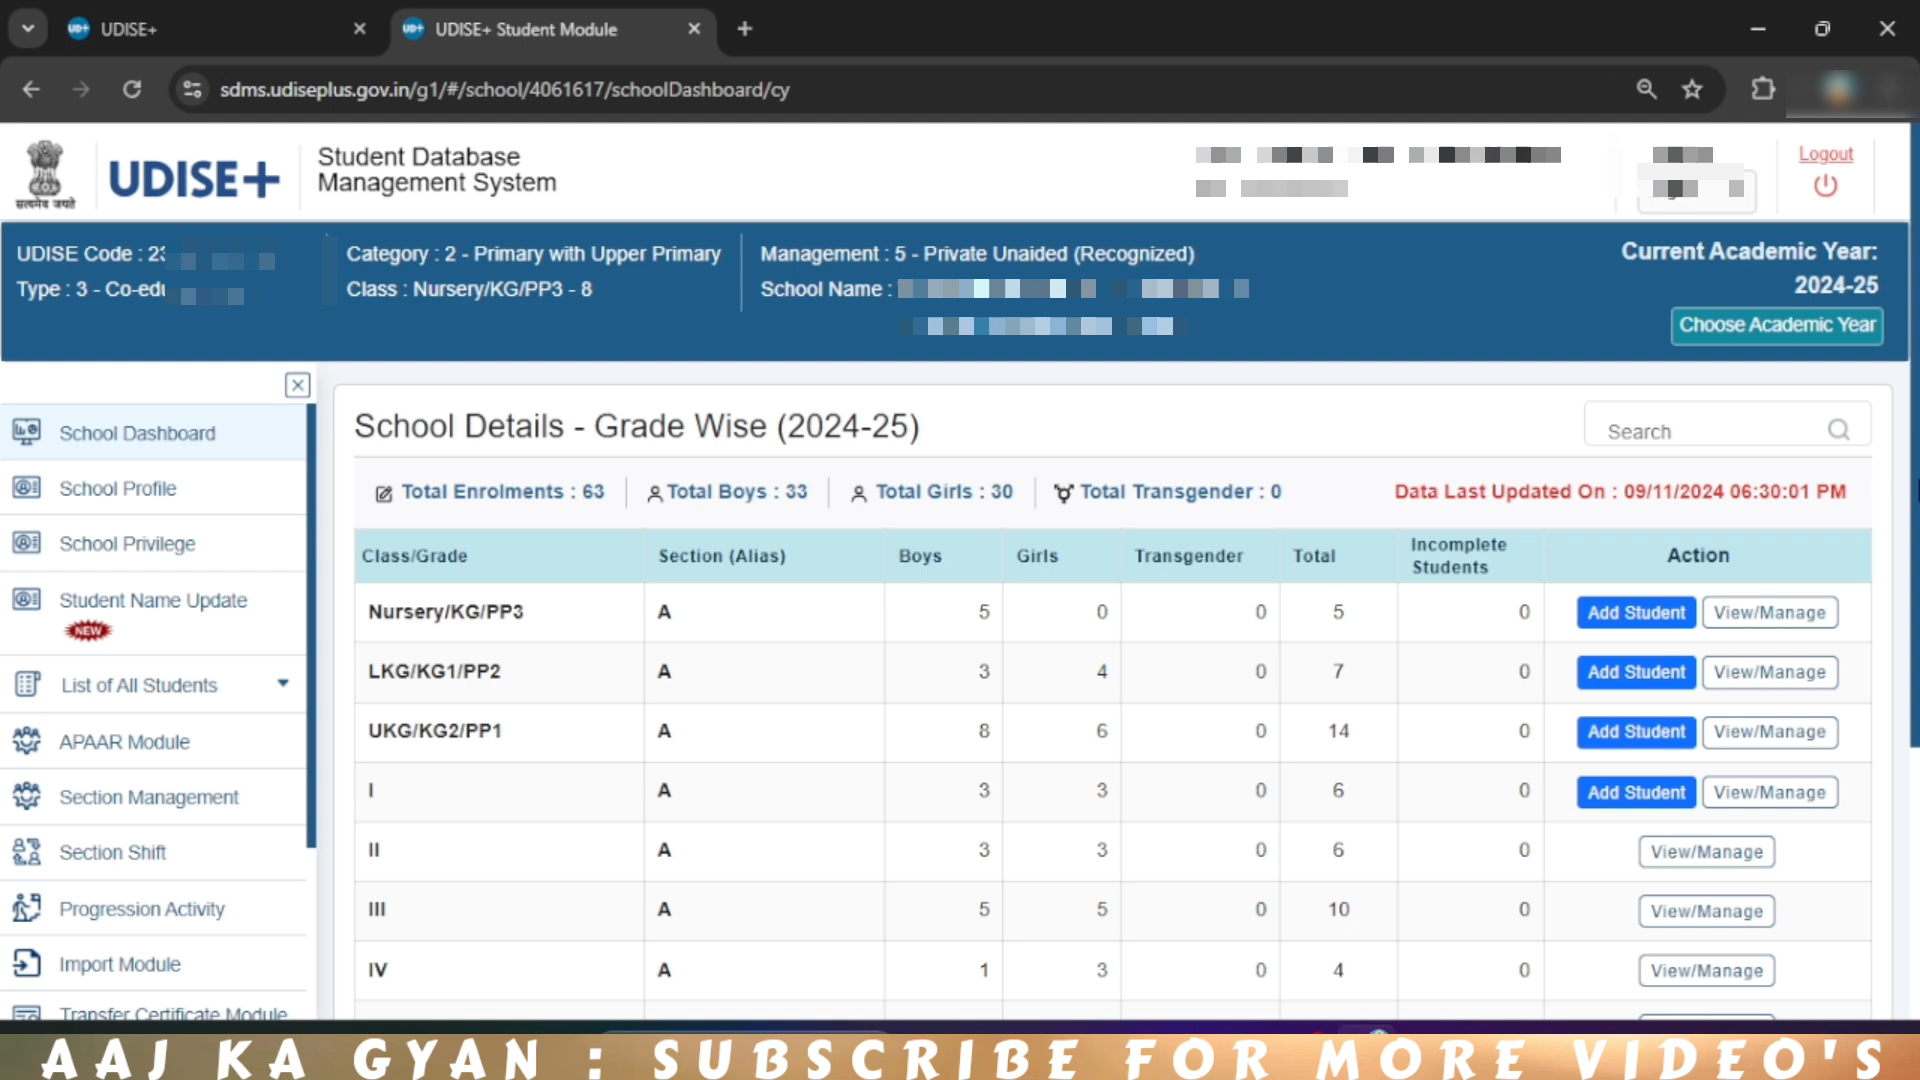 UDISE+
UDISE+ Student Module
sdms.udiseplus.gov.in/g1/#/school/4061617/schoolDashboard/cy
सत्यमेव जयते
UDISE+
Student Database
Management System
Logout
UDISE Code : 23
Type : 3 - Co-edu
Category : 2 - Primary with Upper Primary
Class : Nursery/KG/PP3 - 8
Management : 5 - Private Unaided (Recognized)
School Name :
Current Academic Year:
2024-25
Choose Academic Year
School Dashboard
School Profile
School Privilege
Student Name Update
NEW
List of All Students
APAAR Module
Section Management
Section Shift
Progression Activity
Import Module
Transfer Certificate Module
School Details - Grade Wise (2024-25)
Search
Total Enrolments : 63
Total Boys : 33
Total Girls : 30
Total Transgender : 0
Data Last Updated On : 09/11/2024 06:30:01 PM
Class/Grade Section (Alias) Boys Girls Transgender Total Incomplete Students Action
Nursery/KG/PP3 A 5 0 0 5 0 Add Student View/Manage
LKG/KG1/PP2 A 3 4 0 7 0 Add Student View/Manage
UKG/KG2/PP1 A 8 6 0 14 0 Add Student View/Manage
I A 3 3 0 6 0 Add Student View/Manage
II A 3 3 0 6 0 View/Manage
III A 5 5 0 10 0 View/Manage
IV A 1 3 0 4 0 View/Manage
AAJ KA GYAN : SUBSCRIBE FOR MORE VIDEO'S